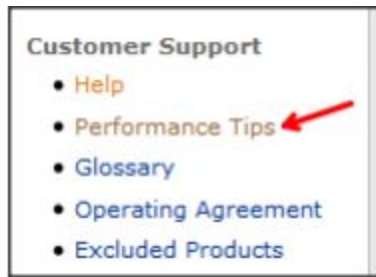 Customer Support
Help
Performance Tips
Glossary
Operating Agreement
Excluded Products